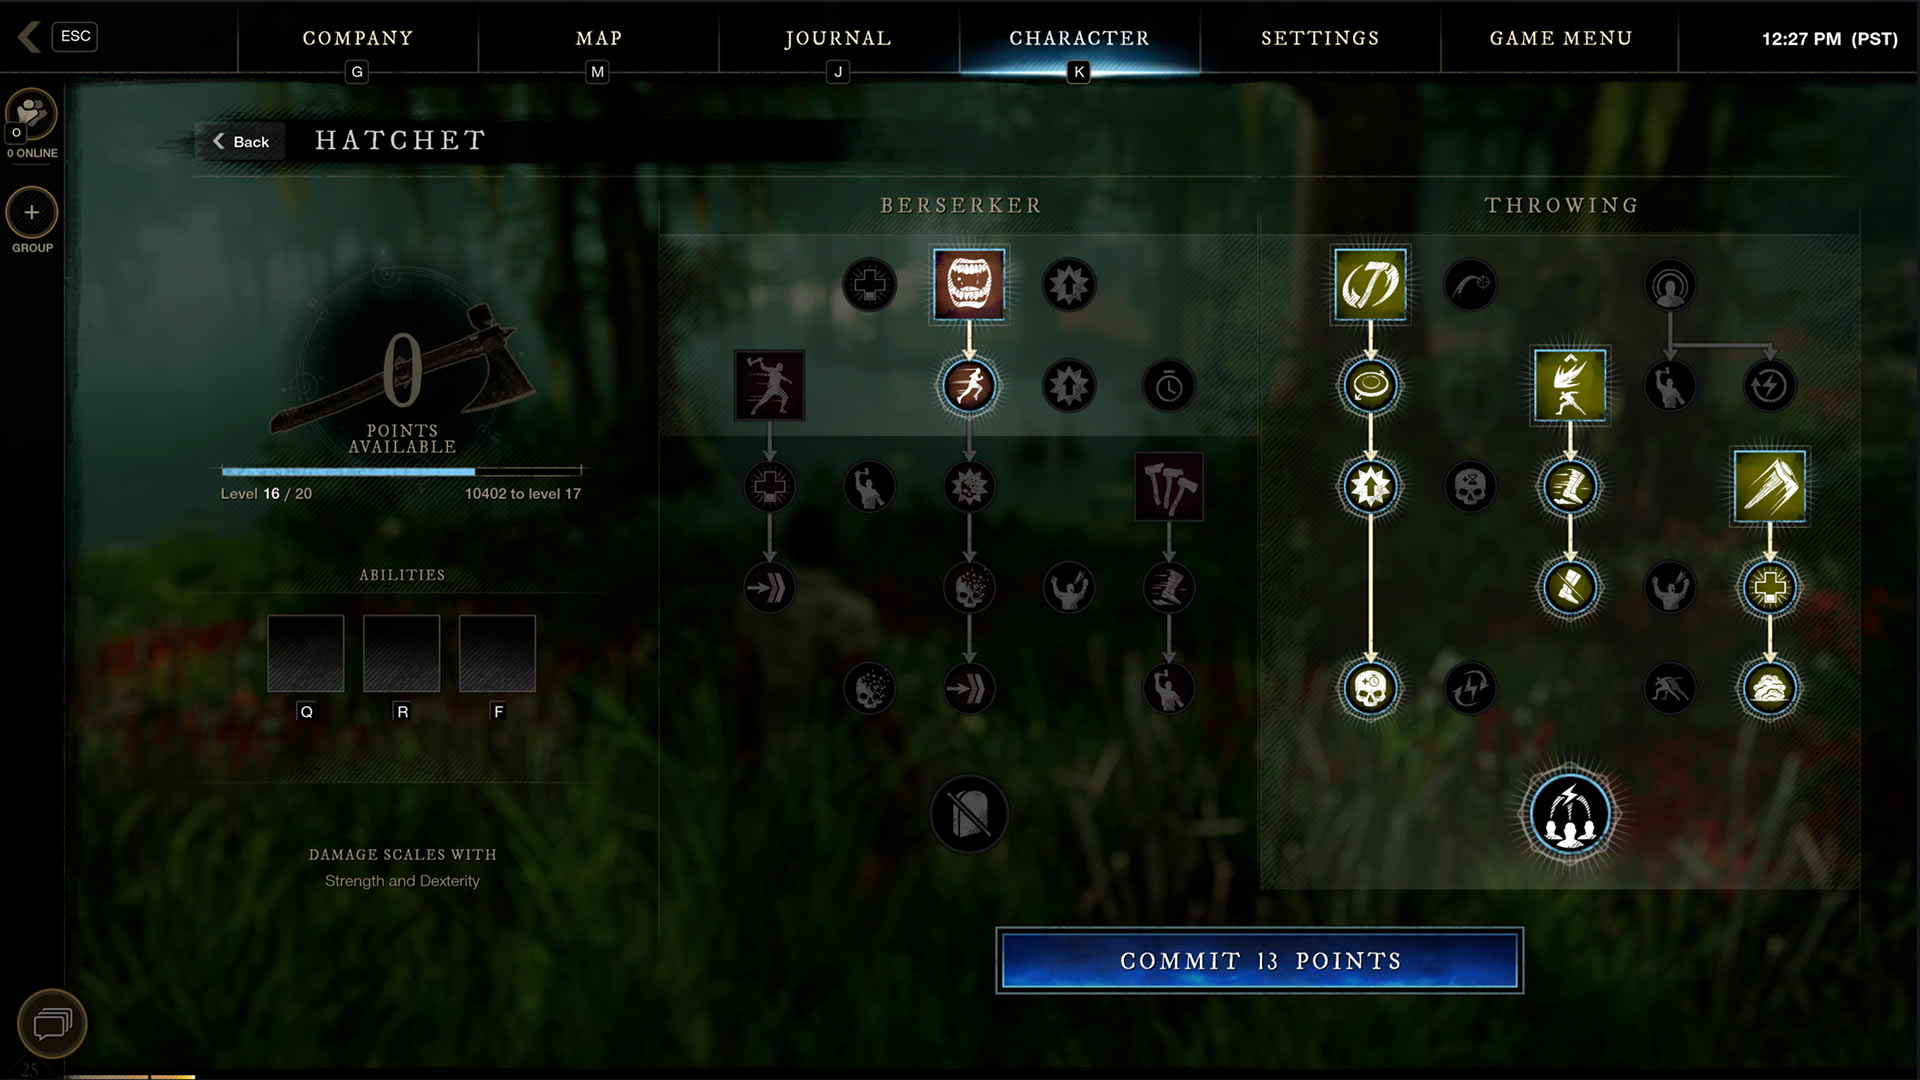 ESC
COMPANY
MAP
JOURNAL
CHARACTER
SETTINGS
GAME MENU
12:27 PM (PST)
G
M
J
K
0
0 ONLINE
Back
HATCHET
GROUP
BERSERKER
THROWING
0
POINTS
AVAILABLE
Level 16 / 20
10402 to level 17
ABILITIES
Q
R
F
DAMAGE SCALES WITH
Strength and Dexterity
COMMIT 13 POINTS
25